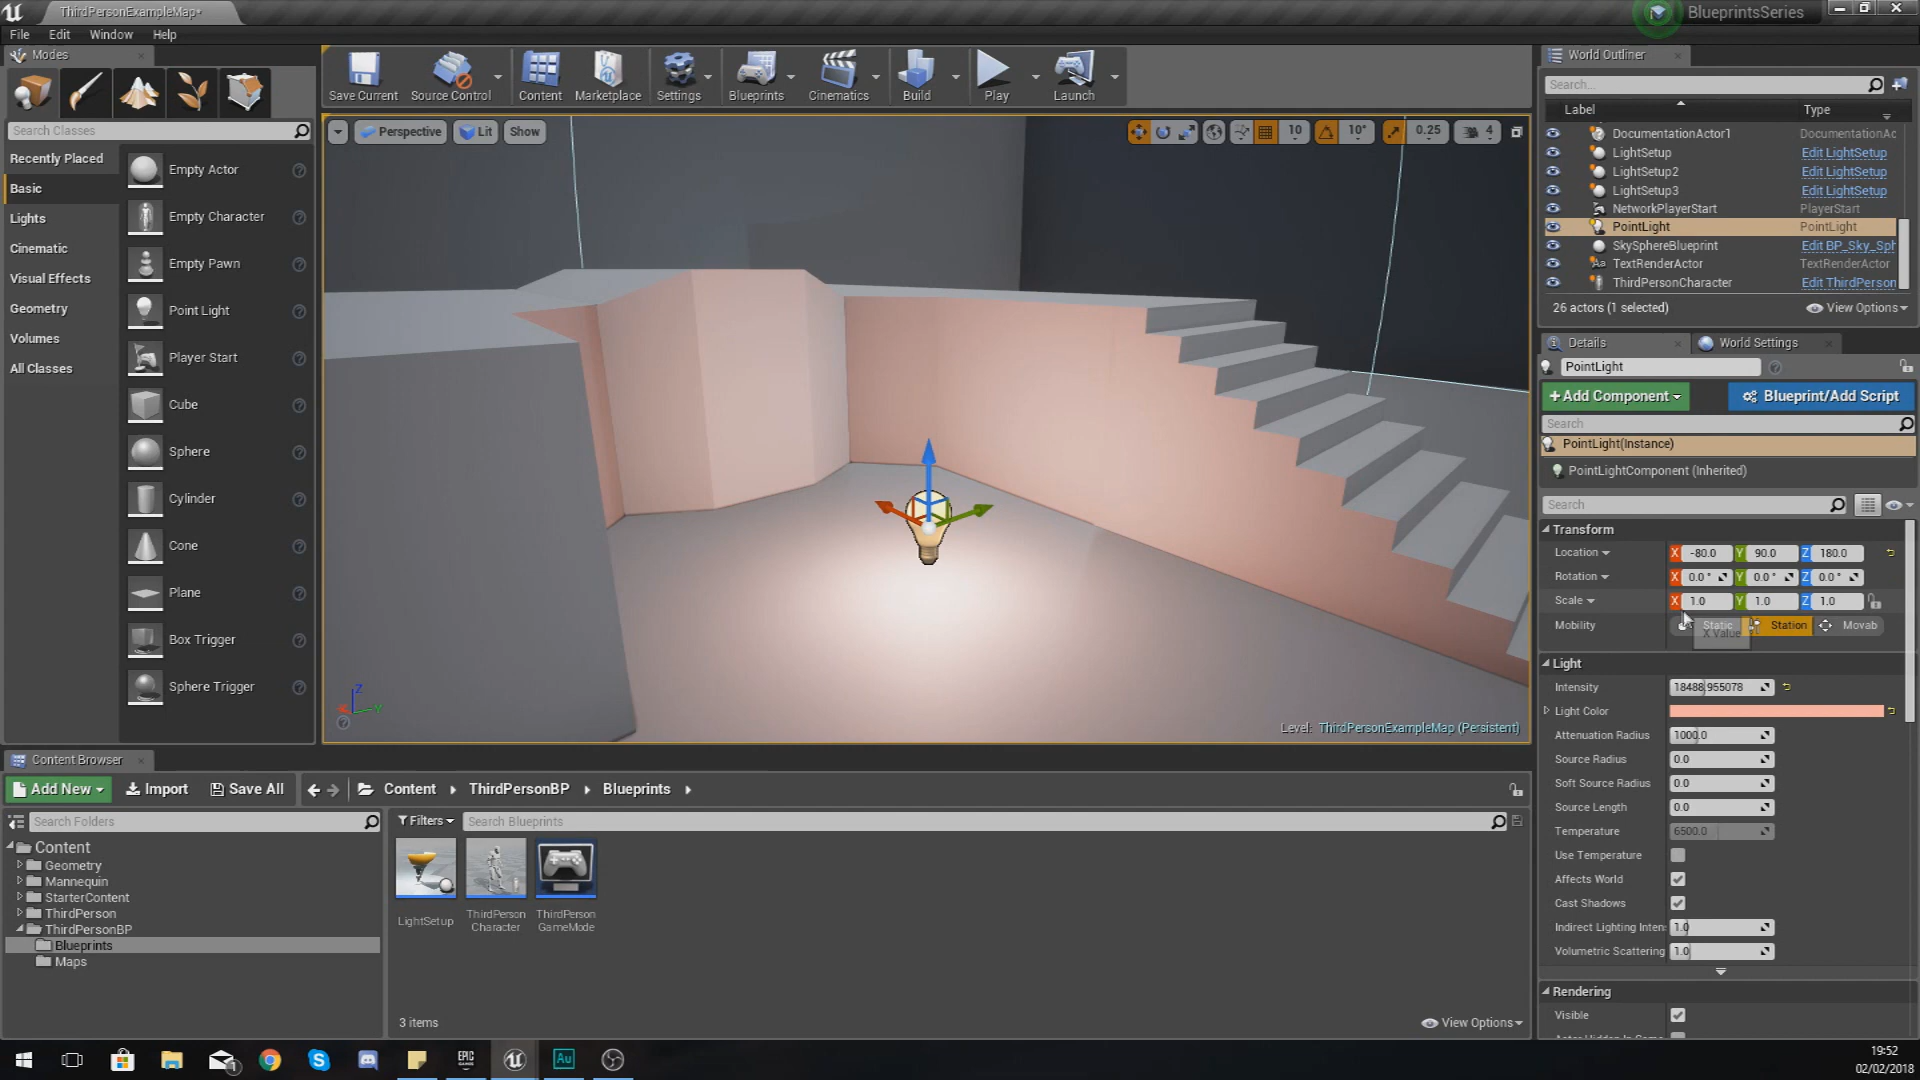 ThirdPersonExampleMap*
BlueprintsSeries
File Edit Window Help
Modes
Save Current
Source Control
Content
Marketplace
Settings
Blueprints
Cinematics
Build
Play
Launch
World Outliner
Search...
Label
Type
DocumentationActor1 DocumentationAc
LightSetup Edit LightSetup
LightSetup2 Edit LightSetup
LightSetup3 Edit LightSetup
NetworkPlayerStart PlayerStart
PointLight PointLight
SkySphereBlueprint Edit BP_Sky_Sph
TextRenderActor TextRenderActor
ThirdPersonCharacter Edit ThirdPerson
26 actors (1 selected)
View Options
Search Classes
Recently Placed
Basic
Lights
Cinematic
Visual Effects
Geometry
Volumes
All Classes
Empty Actor
Empty Character
Empty Pawn
Point Light
Player Start
Cube
Sphere
Cylinder
Cone
Plane
Box Trigger
Sphere Trigger
Perspective
Lit
Show
10
10°
0.25
4
Z
Y
Level: ThirdPersonExampleMap (Persistent)
Details
World Settings
PointLight
+Add Component
Blueprint/Add Script
Search
PointLight(Instance)
PointLightComponent (Inherited)
Search
Transform
Location X -80.0 Y 90.0 Z 180.0
Rotation X 0.0° Y 0.0° Z 0.0°
Scale X 1.0 Y 1.0 Z 1.0
Mobility Static Station Movab
X Value
Light
Intensity 18488.955078
Light Color
Attenuation Radius 1000.0
Source Radius 0.0
Soft Source Radius 0.0
Source Length 0.0
Temperature 6500.0
Use Temperature
Affects World
Cast Shadows
Indirect Lighting Inten 1.0
Volumetric Scattering 1.0
Rendering
Visible
Content Browser
Add New
Import
Save All
Content
ThirdPersonBP
Blueprints
Search Folders
Filters
Search Blueprints
Content
Geometry
Mannequin
StarterContent
ThirdPerson
ThirdPersonBP
Blueprints
Maps
LightSetup
ThirdPerson
Character
ThirdPerson
GameMode
3 items
View Options
EPIC
GAMES
Au
19:52
02/02/2018